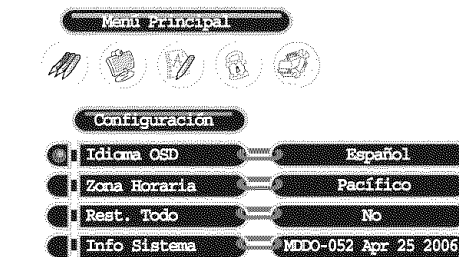 Menú Principal
Configuración
Idioma OSD Español
Zona Horaria Pacífico
Rest. Todo No
Info Sistema MDDO-052 Apr 25 2006